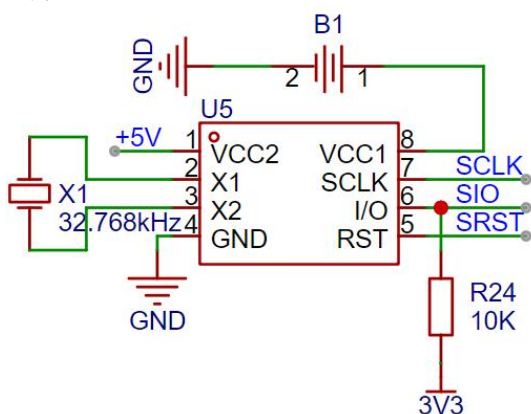 B1
GND
2
1
U5
+5V
1
VCC2
VCC1
8
2
X1
SCLK
7
SCLK
X1
3
X2
I/O
6
SIO
32.768kHz
4
GND
RST
5
SRST
GND
R24
10K
3V3